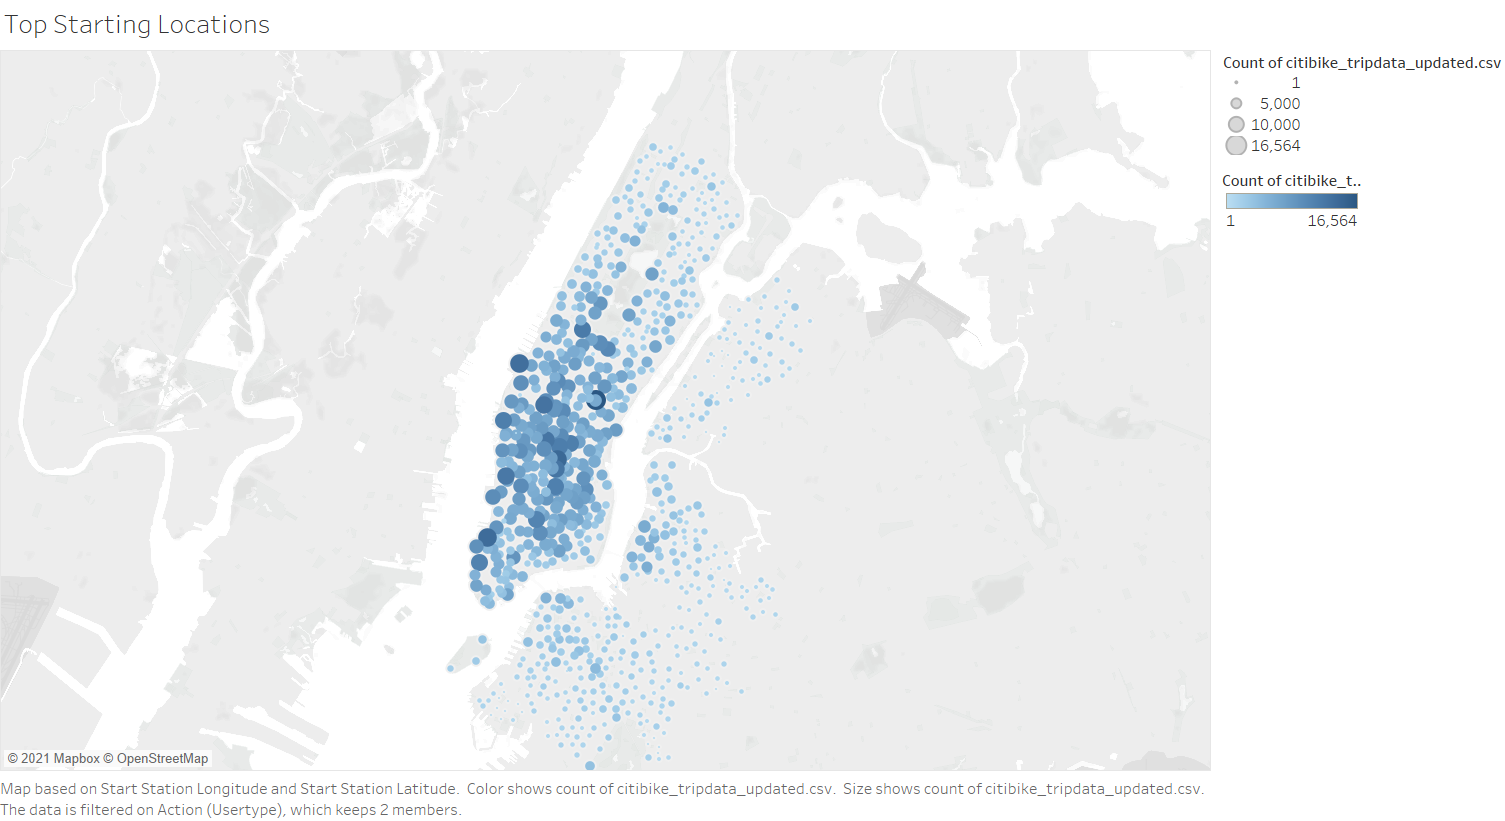 Top Starting Locations
Count of citibike_tripdata_updated.csv
1
5,000
10,000
16,564
Count of citibike_t..
1 16,564
© 2021 Mapbox © OpenStreetMap
Map based on Start Station Longitude and Start Station Latitude. Color shows count of citibike_tripdata_updated.csv. Size shows count of citibike_tripdata_updated.csv.
The data is filtered on Action (Usertype), which keeps 2 members.